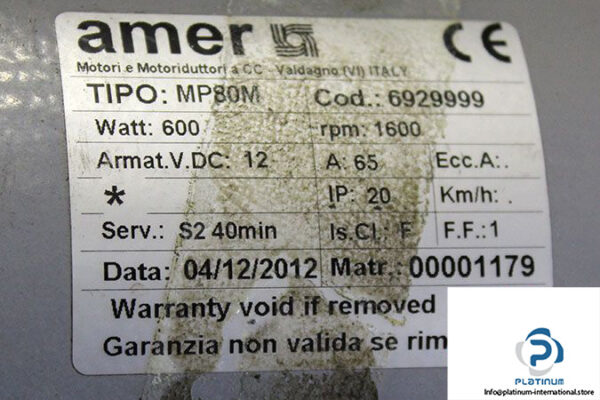 amer
CE
Motori e Motoriduttori a CC - Valdagno (VI) ITALY
TIPO: MP80M Cod.: 6929999
Watt: 600 rpm: 1600
Armat.V.DC: 12 A: 65 Ecc.A:.
* IP: 20 Km/h: .
Serv.: S2 40min Is.Cl.: F F.F.:1
Data: 04/12/2012 Matr.: 00001179
Warranty void if removed
Garanzia non valida se rim
P
PLATINUM
Info@platinum-international.store